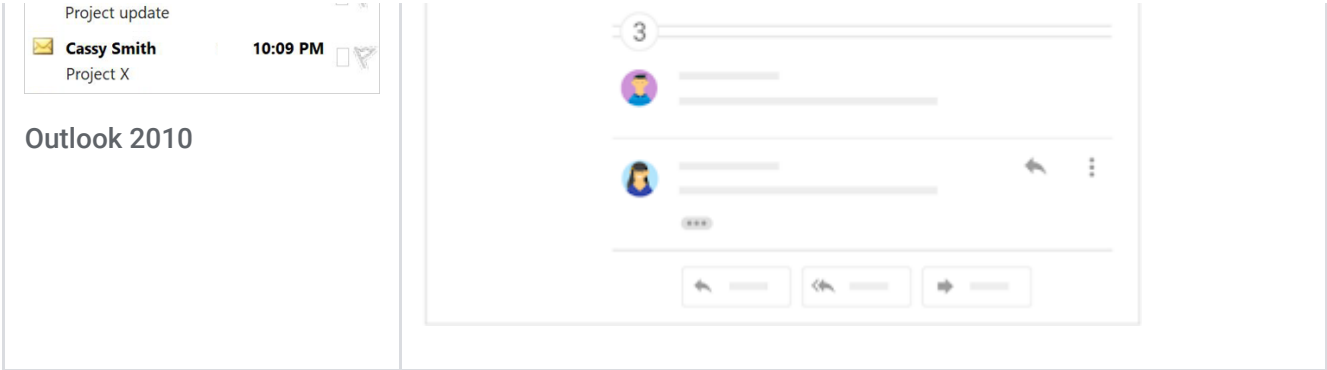 Project update
Cassy Smith 10:09 PM
Project X
Outlook 2010
3